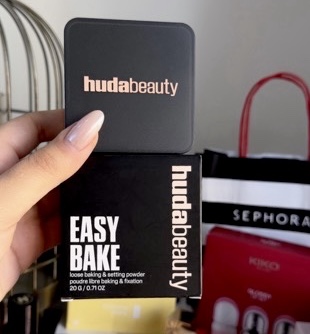 hudabeauty
hudabeauty
EASY
BAKE
loose baking & setting powder
poudre libre baking & fixation
20 G / 0.71 OZ
SEPHORA
KIKO